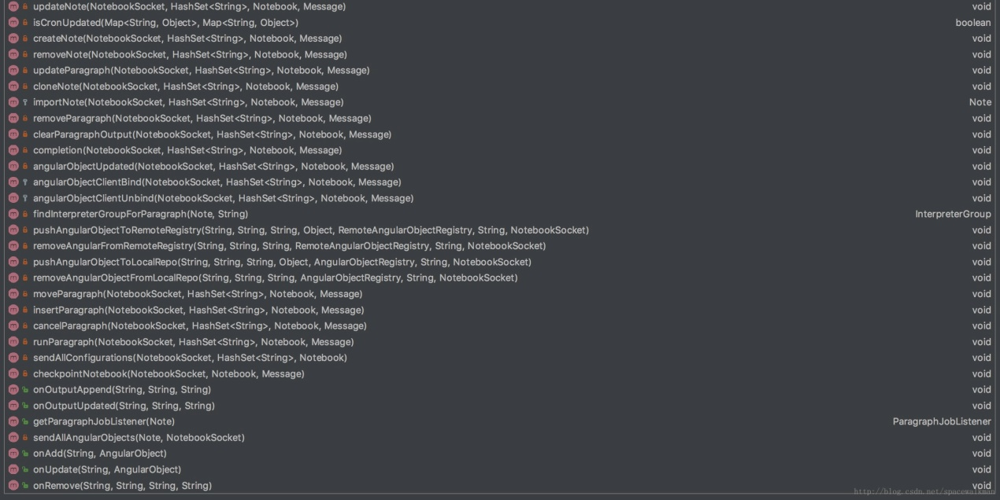 updateNote(NotebookSocket, HashSet<String>, Notebook, Message) void
isCronUpdated(Map<String, Object>, Map<String, Object>) boolean
createNote(NotebookSocket, HashSet<String>, Notebook, Message) void
removeNote(NotebookSocket, HashSet<String>, Notebook, Message) void
updateParagraph(NotebookSocket, HashSet<String>, Notebook, Message) void
cloneNote(NotebookSocket, HashSet<String>, Notebook, Message) void
importNote(NotebookSocket, HashSet<String>, Notebook, Message) Note
removeParagraph(NotebookSocket, HashSet<String>, Notebook, Message) void
clearParagraphOutput(NotebookSocket, HashSet<String>, Notebook, Message) void
completion(NotebookSocket, HashSet<String>, Notebook, Message) void
angularObjectUpdated(NotebookSocket, HashSet<String>, Notebook, Message) void
angularObjectClientBind(NotebookSocket, HashSet<String>, Notebook, Message) void
angularObjectClientUnbind(NotebookSocket, HashSet<String>, Notebook, Message) void
findInterpreterGroupForParagraph(Note, String) InterpreterGroup
pushAngularObjectToRemoteRegistry(String, String, String, Object, RemoteAngularObjectRegistry, String, NotebookSocket) void
removeAngularFromRemoteRegistry(String, String, String, RemoteAngularObjectRegistry, String, NotebookSocket) void
pushAngularObjectToLocalRepo(String, String, String, Object, AngularObjectRegistry, String, NotebookSocket) void
removeAngularObjectFromLocalRepo(String, String, String, AngularObjectRegistry, String, NotebookSocket) void
moveParagraph(NotebookSocket, HashSet<String>, Notebook, Message) void
insertParagraph(NotebookSocket, HashSet<String>, Notebook, Message) void
cancelParagraph(NotebookSocket, HashSet<String>, Notebook, Message) void
runParagraph(NotebookSocket, HashSet<String>, Notebook, Message) void
sendAllConfigurations(NotebookSocket, HashSet<String>, Notebook) void
checkpointNotebook(NotebookSocket, Notebook, Message) void
onOutputAppend(String, String, String) void
onOutputUpdated(String, String, String) void
getParagraphJobListener(Note) ParagraphJobListener
sendAllAngularObjects(Note, NotebookSocket) void
onAdd(String, AngularObject) void
onUpdate(String, AngularObject) void
onRemove(String, String, String, String) void
http://blog.csdn.net/spacewalkman